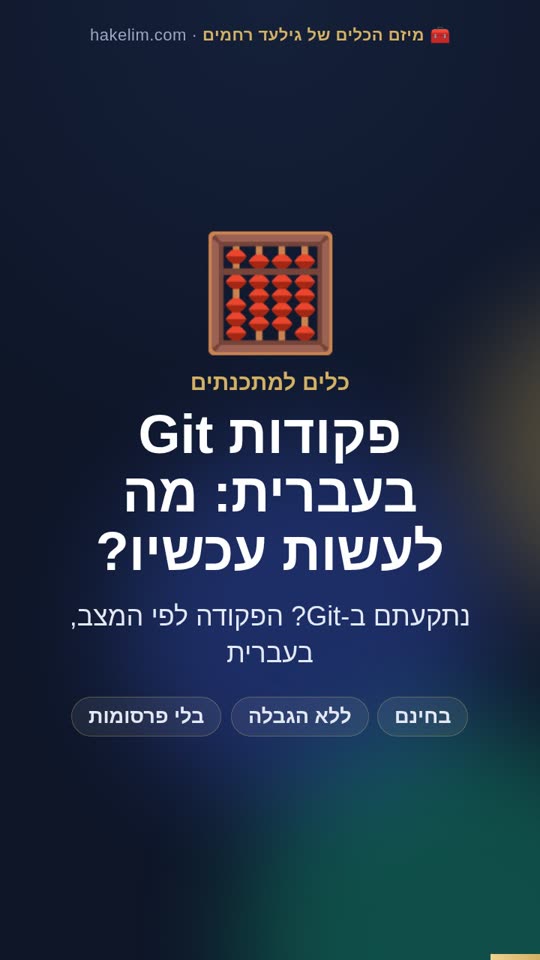 🧰 מיזם הכלים של גילעד רחמים · hakelim.com
כלים למתכנתים
פקודות Git
בעברית: מה
לעשות עכשיו?
נתקעתם ב-Git? הפקודה לפי המצב,
בעברית
בחינם
ללא הגבלה
בלי פרסומות